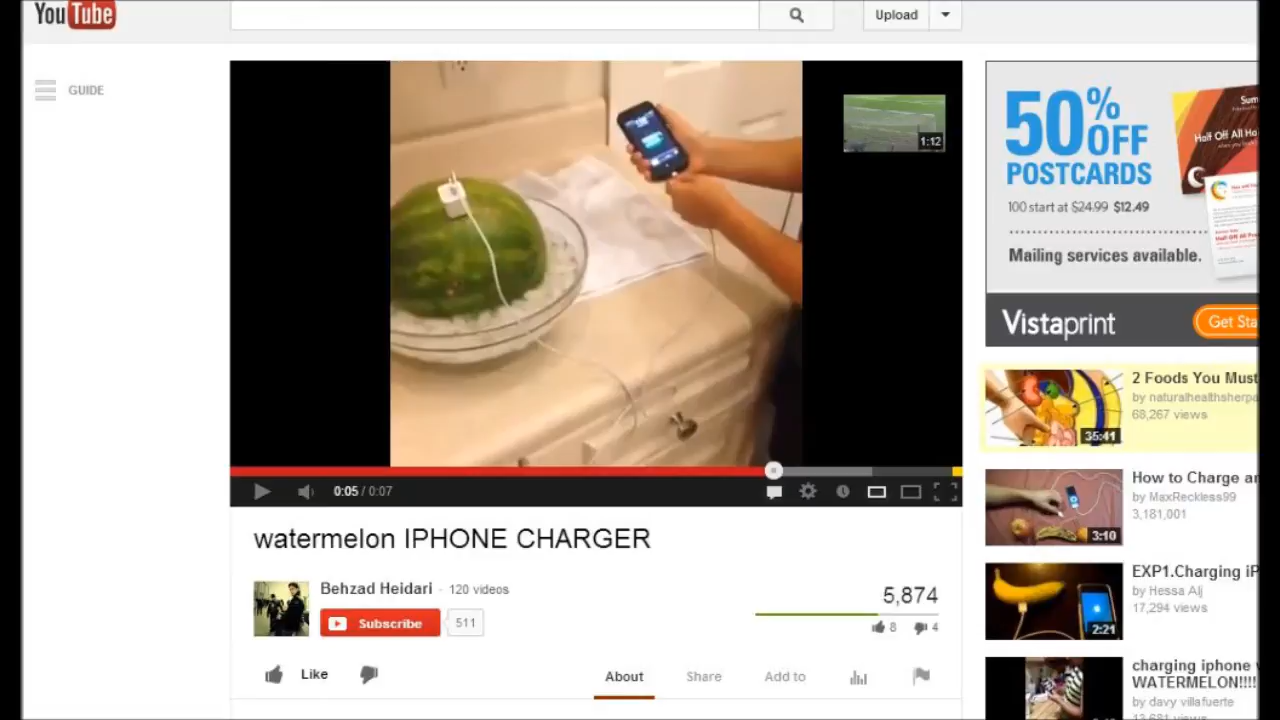 YouTube
Upload
GUIDE
1:12
50% OFF
POSTCARDS
100 start at $24.99 $12.49
Mailing services available.
Vistaprint
Get Sta
2 Foods You Must
by naturalhealthsherpa
68,267 views
35:41
How to Charge an
by MaxReckless99
3,181,001
3:10
EXP1.Charging iP
by Hessa Alj
17,294 views
2:21
charging iphone w
WATERMELON!!!!
by davy villafuerte
13,681 views
0:05 / 0:07
watermelon IPHONE CHARGER
Behzad Heidari · 120 videos
Subscribe 511
5,874
8 4
Like
About Share Add to